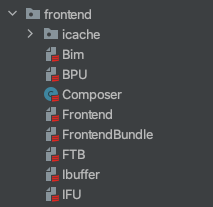 frontend
icache
Bim
BPU
Composer
Frontend
FrontendBundle
FTB
Ibuffer
IFU